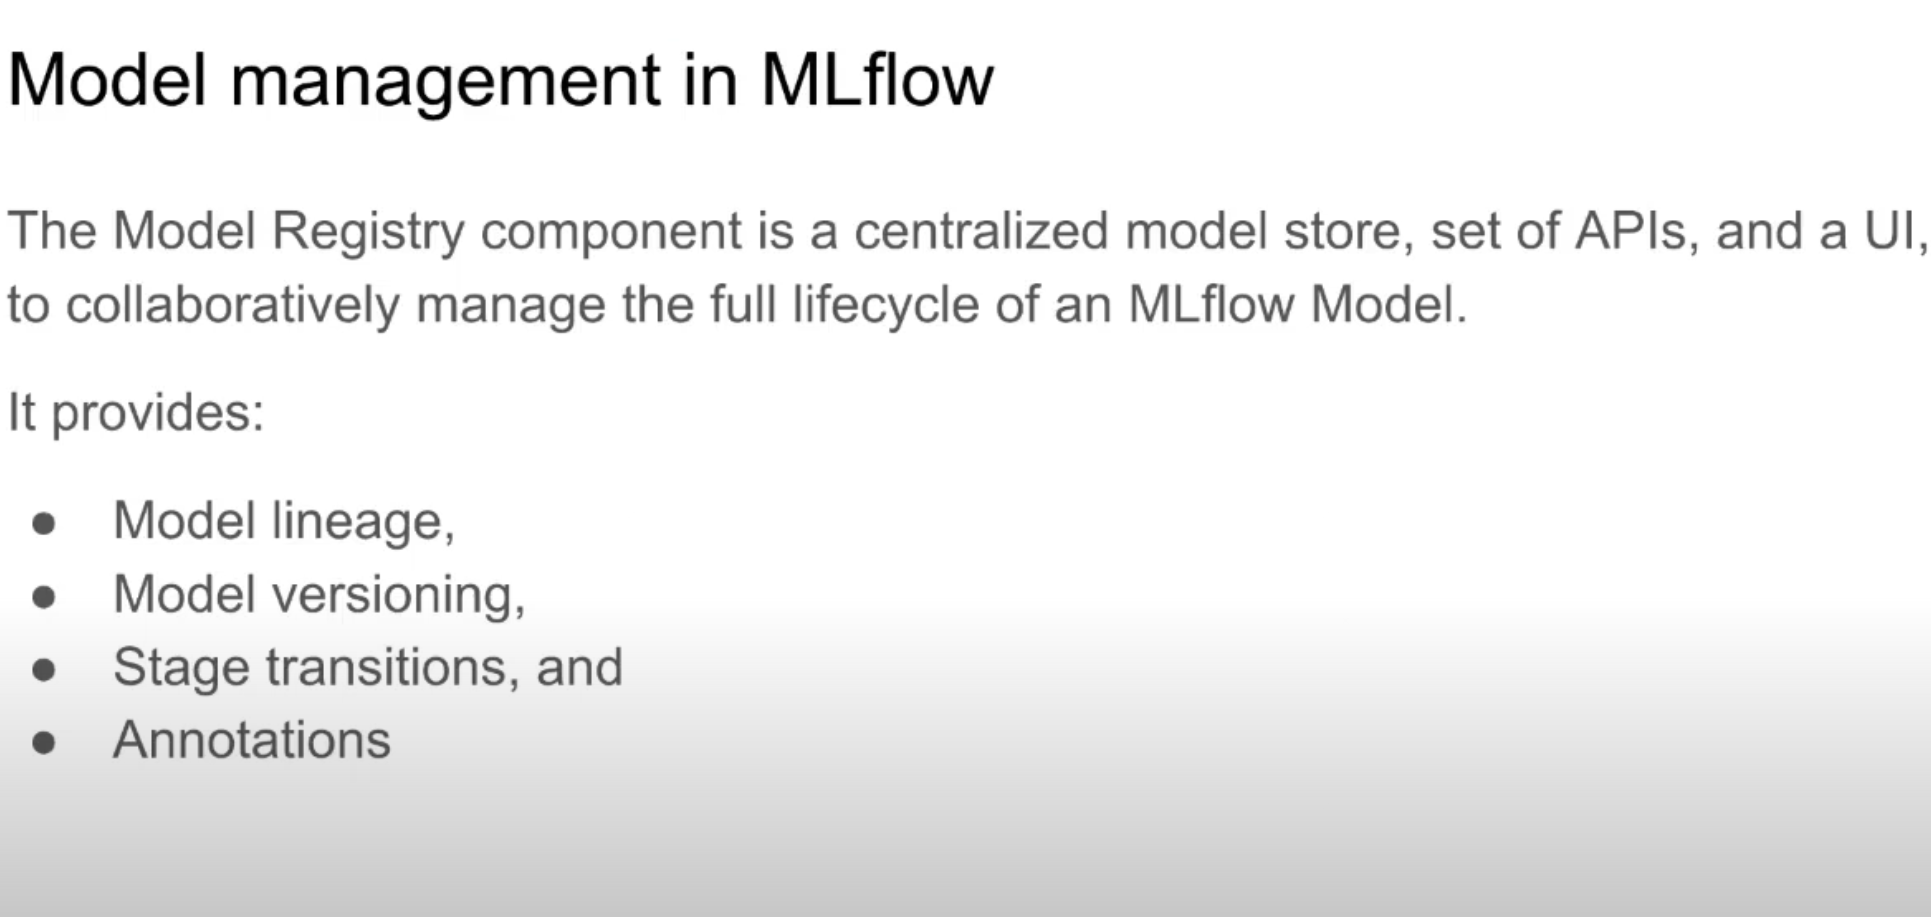 Model management in MLflow
The Model Registry component is a centralized model store, set of APIs, and a UI,
to collaboratively manage the full lifecycle of an MLflow Model.
It provides:
● Model lineage,
● Model versioning,
● Stage transitions, and
● Annotations